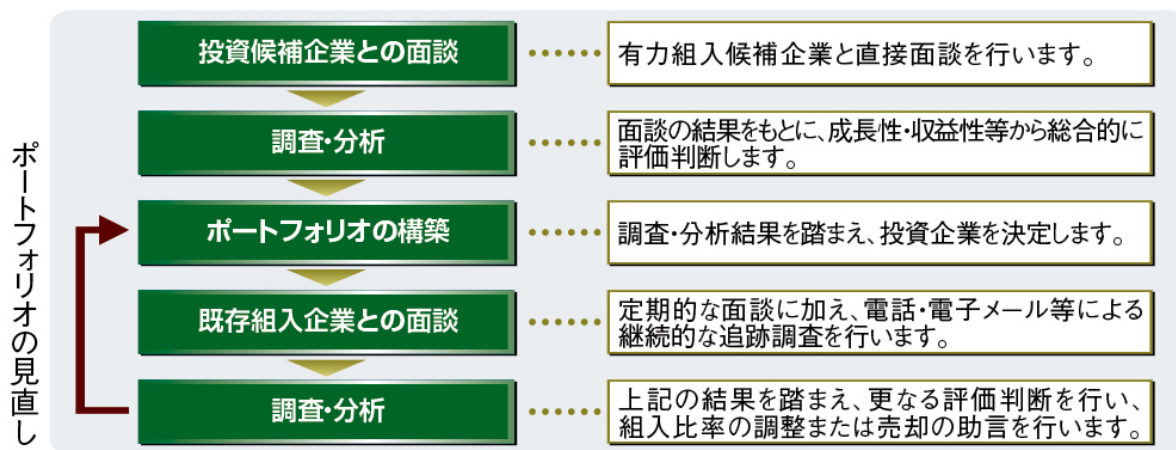 投資候補企業との面談
有力組入候補企業と直接面談を行います。
調査・分析
面談の結果をもとに、成長性・収益性等から総合的に
評価判断します。
ポートフォリオの構築
調査・分析結果を踏まえ、投資企業を決定します。
既存組入企業との面談
定期的な面談に加え、電話・電子メール等による
継続的な追跡調査を行います。
調査・分析
上記の結果を踏まえ、更なる評価判断を行い、
組入比率の調整または売却の助言を行います。
ポートフォリオの見直し